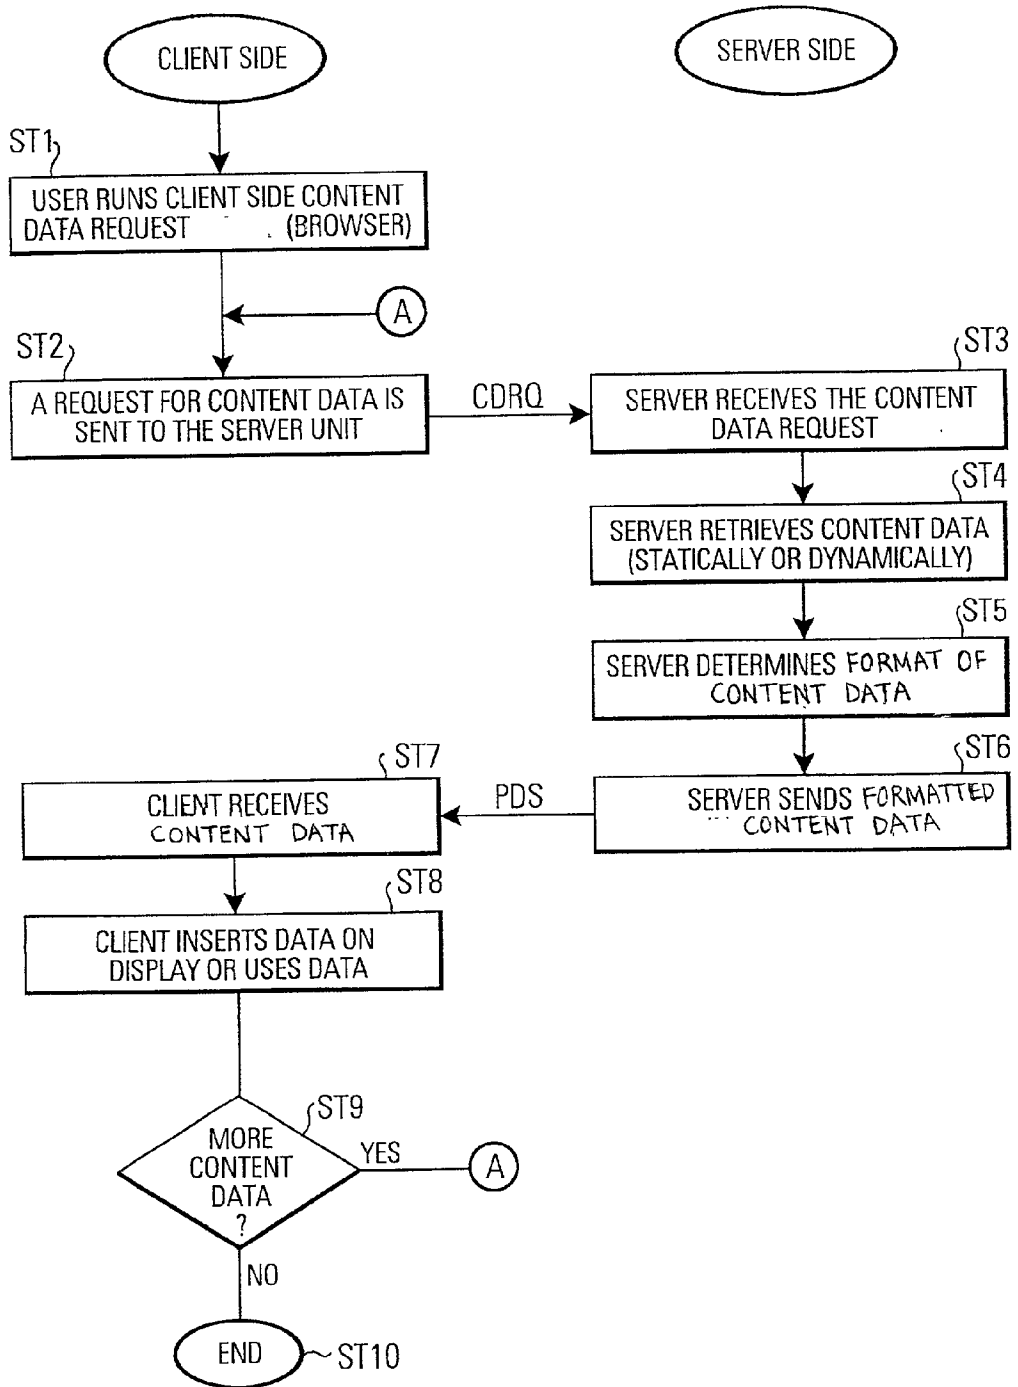 CLIENT SIDE
SERVER SIDE
ST1
USER RUNS CLIENT SIDE CONTENT
DATA REQUEST (BROWSER)
A
ST2
A REQUEST FOR CONTENT DATA IS
SENT TO THE SERVER UNIT
CDRQ
ST3
SERVER RECEIVES THE CONTENT
DATA REQUEST
ST4
SERVER RETRIEVES CONTENT DATA
(STATICALLY OR DYNAMICALLY)
ST5
SERVER DETERMINES FORMAT OF
CONTENT DATA
ST6
SERVER SENDS FORMATTED
CONTENT DATA
PDS
ST7
CLIENT RECEIVES
CONTENT DATA
ST8
CLIENT INSERTS DATA ON
DISPLAY OR USES DATA
ST9
MORE
CONTENT
DATA
?
YES
A
NO
END
ST10